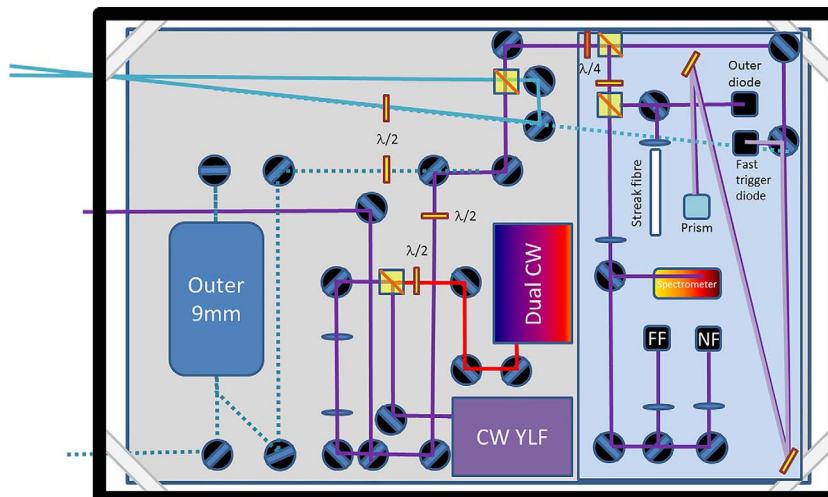 λ/4
Outer
diode
λ/2
Fast
trigger
diode
Streak fibre
Prism
λ/2
λ/2
Outer
9mm
Dual CW
Spectrometer
FF
NF
CW YLF